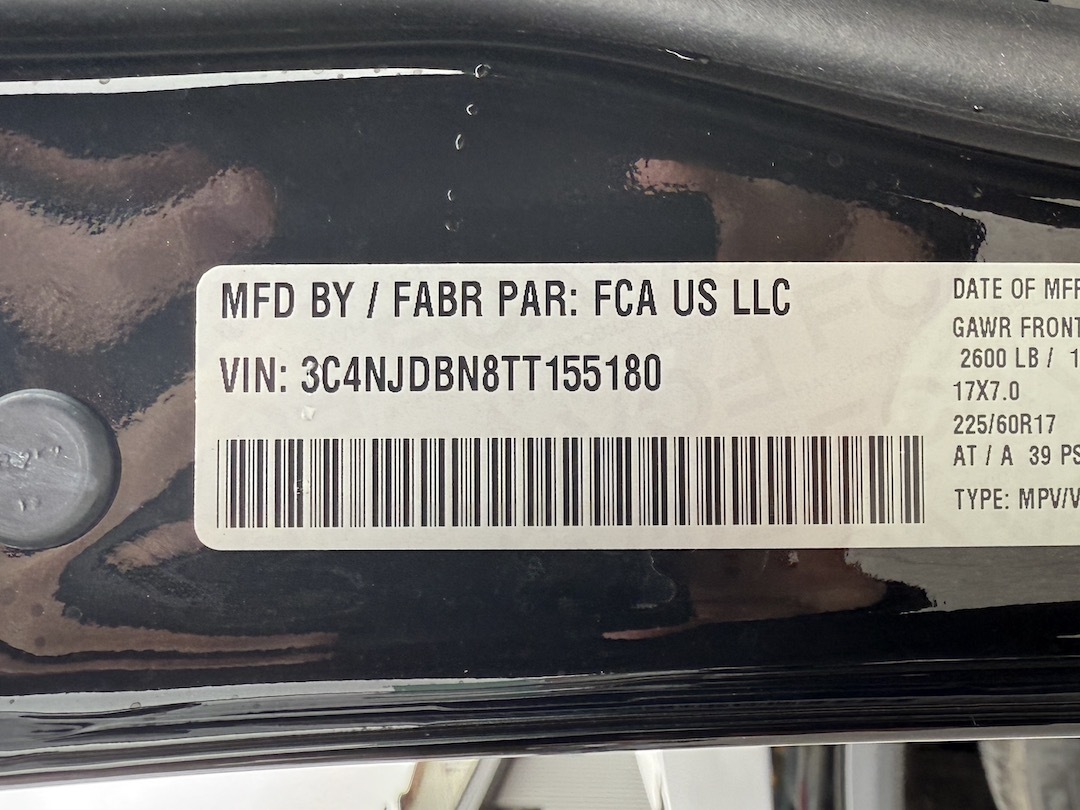 MFD BY / FABR PAR: FCA US LLC
VIN: 3C4NJDBN8TT155180
DATE OF MFR
GAWR FRONT
2600 LB / 1
17X7.0
225/60R17
AT / A 39 PS
TYPE: MPV/V